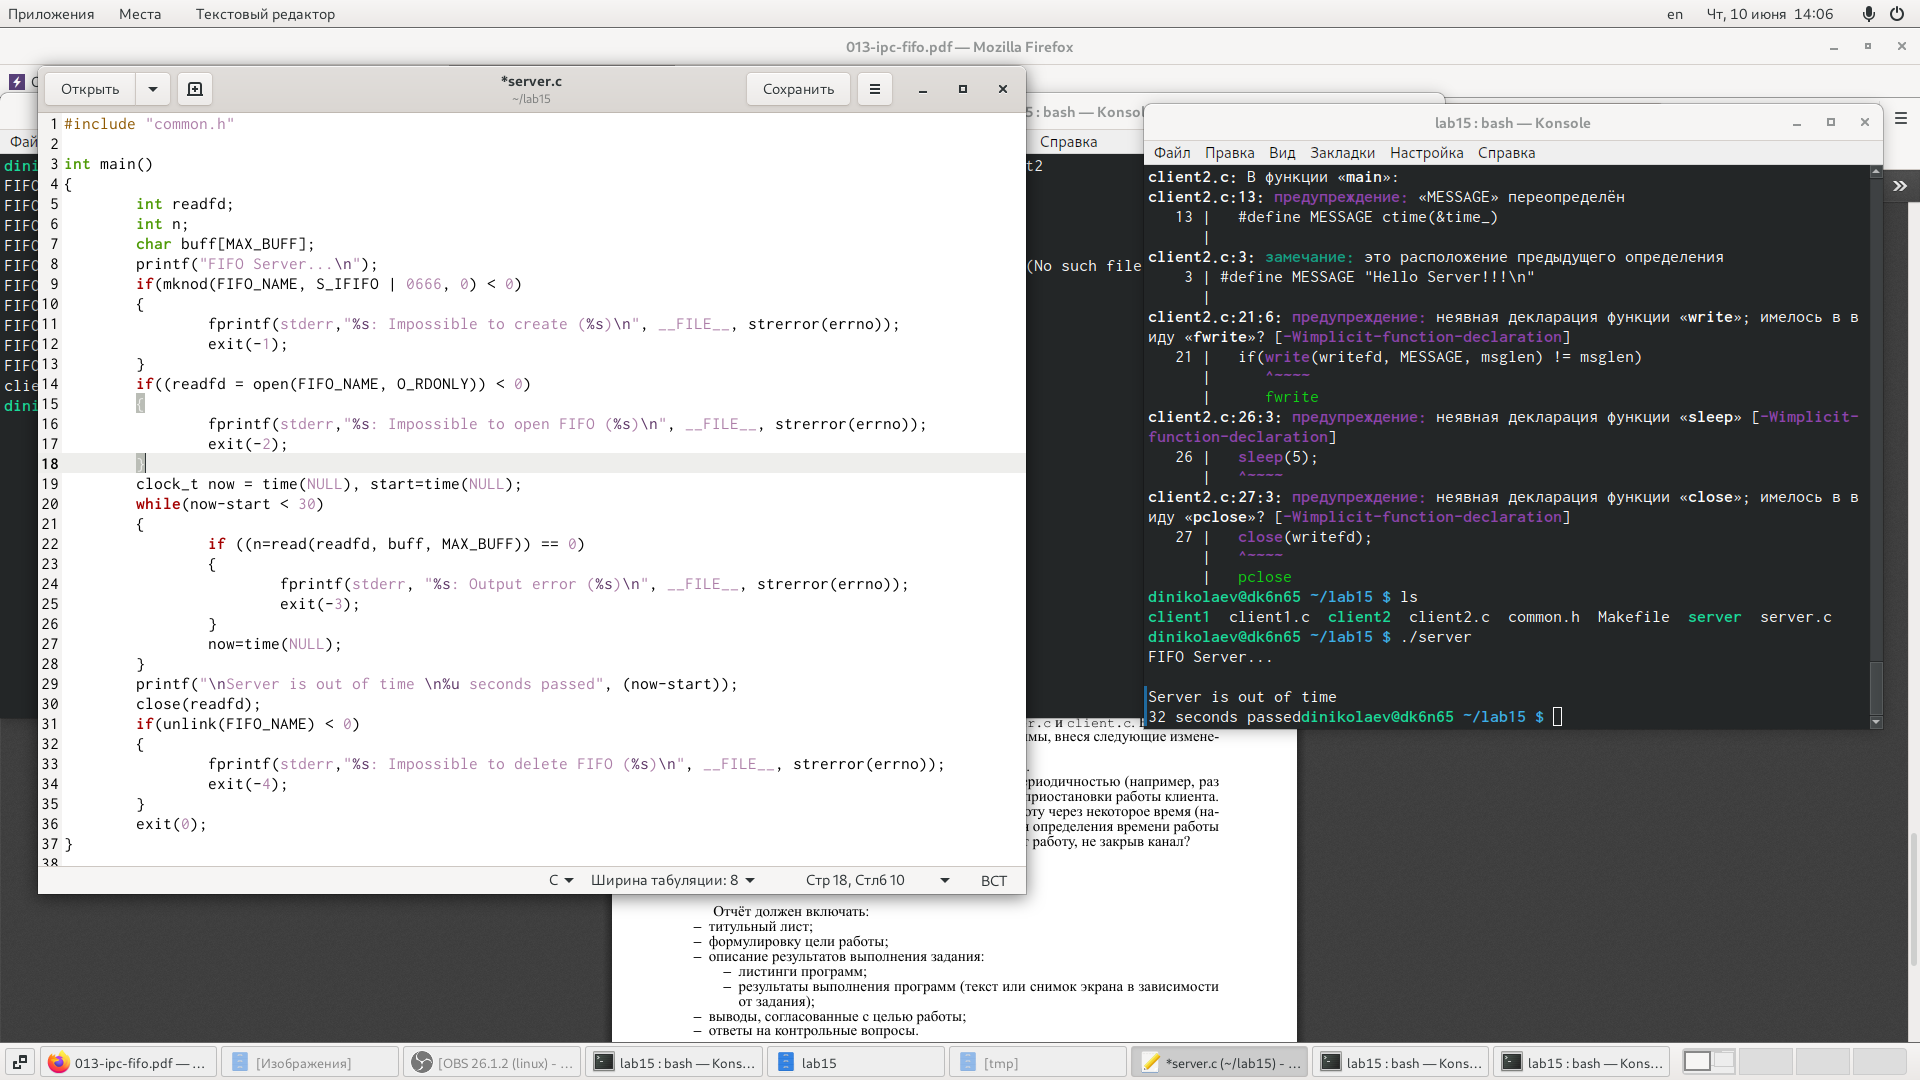 Приложения Места Текстовый редактор en Чт, 10 июня 14:06
013-ipc-fifo.pdf — Mozilla Firefox
Открыть *server.c Сохранить
~/lab15
1 #include "common.h"
2
3 int main()
4 {
5 int readfd;
6 int n;
7 char buff[MAX_BUFF];
8 printf("FIFO Server...\n");
9 if(mknod(FIFO_NAME, S_IFIFO | 0666, 0) < 0)
10 {
11 fprintf(stderr,"%s: Impossible to create (%s)\n", __FILE__, strerror(errno));
12 exit(-1);
13 }
14 if((readfd = open(FIFO_NAME, O_RDONLY)) < 0)
15 {
16 fprintf(stderr,"%s: Impossible to open FIFO (%s)\n", __FILE__, strerror(errno));
17 exit(-2);
18 }
19 clock_t now = time(NULL), start=time(NULL);
20 while(now-start < 30)
21 {
22 if ((n=read(readfd, buff, MAX_BUFF)) == 0)
23 {
24 fprintf(stderr, "%s: Output error (%s)\n", __FILE__, strerror(errno));
25 exit(-3);
26 }
27 now=time(NULL);
28 }
29 printf("\nServer is out of time \n%u seconds passed", (now-start));
30 close(readfd);
31 if(unlink(FIFO_NAME) < 0)
32 {
33 fprintf(stderr,"%s: Impossible to delete FIFO (%s)\n", __FILE__, strerror(errno));
34 exit(-4);
35 }
36 exit(0);
37 }
38
C Ширина табуляции: 8 Стр 18, Стлб 10 ВСТ
Фай
dini
FIFO
FIFO
FIFO
FIFO
FIFO
FIFO
FIFO
FIFO
FIFO
FIFO
clie
dini
5 : bash — Konsol
Справка
t2
(No such file
lab15 : bash — Konsole
Файл Правка Вид Закладки Настройка Справка
client2.c: В функции «main»:
client2.c:13: предупреждение: «MESSAGE» переопределён
13 | #define MESSAGE ctime(&time_)
|
client2.c:3: замечание: это расположение предыдущего определения
3 | #define MESSAGE "Hello Server!!!\n"
|
client2.c:21:6: предупреждение: неявная декларация функции «write»; имелось в в
иду «fwrite»? [-Wimplicit-function-declaration]
21 | if(write(writefd, MESSAGE, msglen) != msglen)
| ^~~~~
| fwrite
client2.c:26:3: предупреждение: неявная декларация функции «sleep» [-Wimplicit-
function-declaration]
26 | sleep(5);
| ^~~~~
client2.c:27:3: предупреждение: неявная декларация функции «close»; имелось в в
иду «pclose»? [-Wimplicit-function-declaration]
27 | close(writefd);
| ^~~~~
| pclose
dinikolaev@dk6n65 ~/lab15 $ ls
client1 client1.c client2 client2.c common.h Makefile server server.c
dinikolaev@dk6n65 ~/lab15 $ ./server
FIFO Server...

Server is out of time
32 seconds passeddinikolaev@dk6n65 ~/lab15 $
r.c и client.c.
мы, внеся следующие измене-
ериодичностью (например, раз
приостановки работы клиента.
оту через некоторое время (на-
определения времени работы
работу, не закрыв канал?
Отчёт должен включать:
– титульный лист;
– формулировку цели работы;
– описание результатов выполнения задания:
– листинги программ;
– результаты выполнения программ (текст или снимок экрана в зависимости
от задания);
– выводы, согласованные с целью работы;
– ответы на контрольные вопросы.
013-ipc-fifo.pdf — ... [Изображения] [OBS 26.1.2 (linux) - ... lab15 : bash — Kons... lab15 [tmp] *server.c (~/lab15) - ... lab15 : bash — Kons... lab15 : bash — Kons...